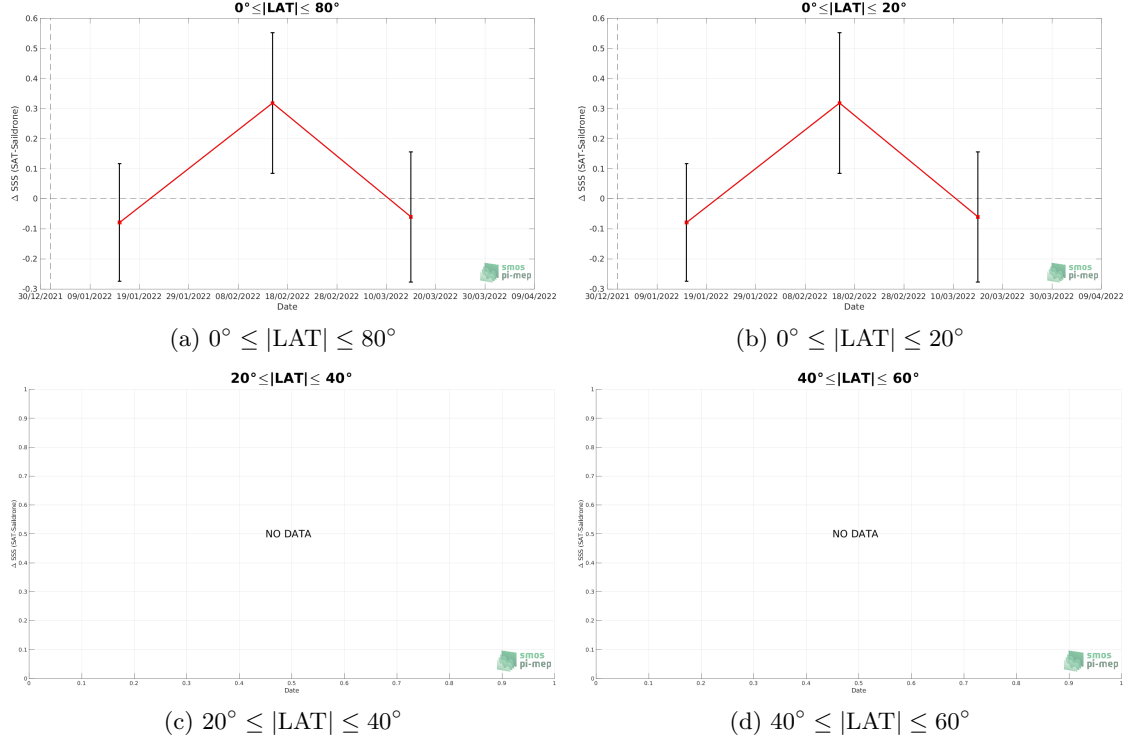 0°≤|LAT|≤ 80°
0.6
0.5
0.4
0.3
0.2
0.1
0
-0.1
-0.2
-0.3
Δ SSS (SAT-Saildrone)
30/12/2021 09/01/2022 19/01/2022 29/01/2022 08/02/2022 18/02/2022 28/02/2022 10/03/2022 20/03/2022 30/03/2022 09/04/2022
Date
smos
pi-mep
(a) 0° ≤ |LAT| ≤ 80°
0°≤|LAT|≤ 20°
0.6
0.5
0.4
0.3
0.2
0.1
0
-0.1
-0.2
-0.3
Δ SSS (SAT-Saildrone)
30/12/2021 09/01/2022 19/01/2022 29/01/2022 08/02/2022 18/02/2022 28/02/2022 10/03/2022 20/03/2022 30/03/2022 09/04/2022
Date
smos
pi-mep
(b) 0° ≤ |LAT| ≤ 20°
20°≤|LAT|≤ 40°
1
0.9
0.8
0.7
0.6
0.5
0.4
0.3
0.2
0.1
0
Δ SSS (SAT-Saildrone)
NO DATA
0 0.1 0.2 0.3 0.4 0.5 0.6 0.7 0.8 0.9 1
Date
smos
pi-mep
(c) 20° ≤ |LAT| ≤ 40°
40°≤|LAT|≤ 60°
1
0.9
0.8
0.7
0.6
0.5
0.4
0.3
0.2
0.1
0
Δ SSS (SAT-Saildrone)
NO DATA
0 0.1 0.2 0.3 0.4 0.5 0.6 0.7 0.8 0.9 1
Date
smos
pi-mep
(d) 40° ≤ |LAT| ≤ 60°